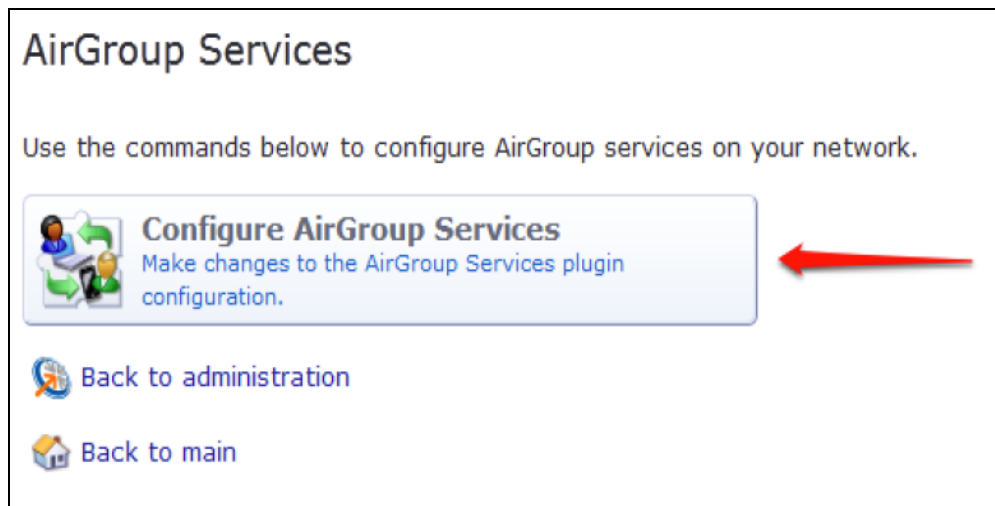 AirGroup Services
Use the commands below to configure AirGroup services on your network.
Configure AirGroup Services
Make changes to the AirGroup Services plugin
configuration.
Back to administration
Back to main